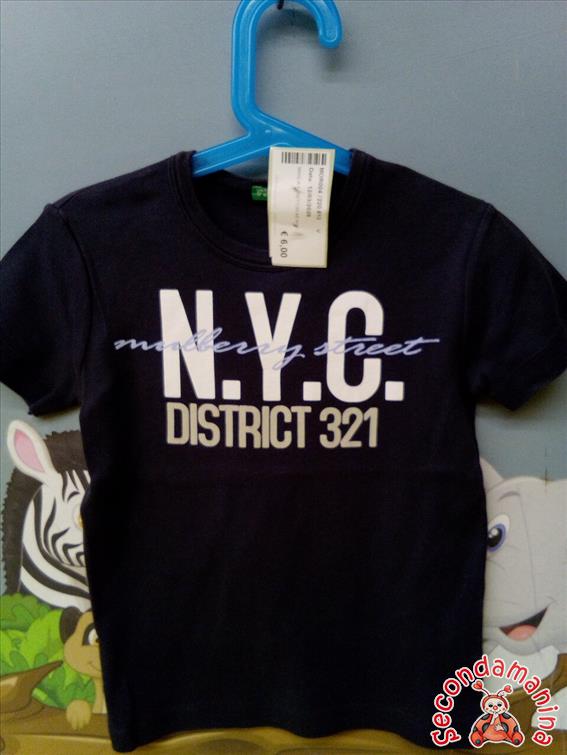 € 6,00
N.Y.C.
mulberry street
DISTRICT 321
Secondamanina